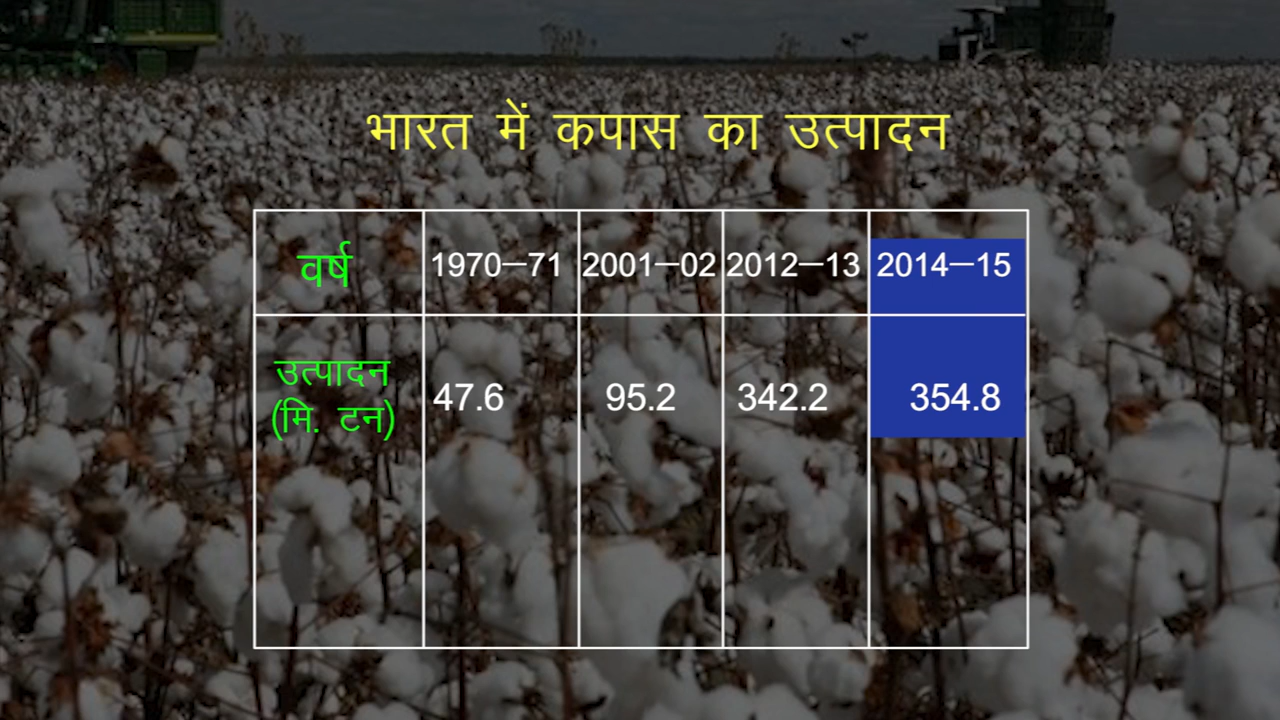 भारत में कपास का उत्पादन
वर्ष 1970–71 2001–02 2012–13 2014–15
उत्पादन
(मि. टन) 47.6 95.2 342.2 354.8